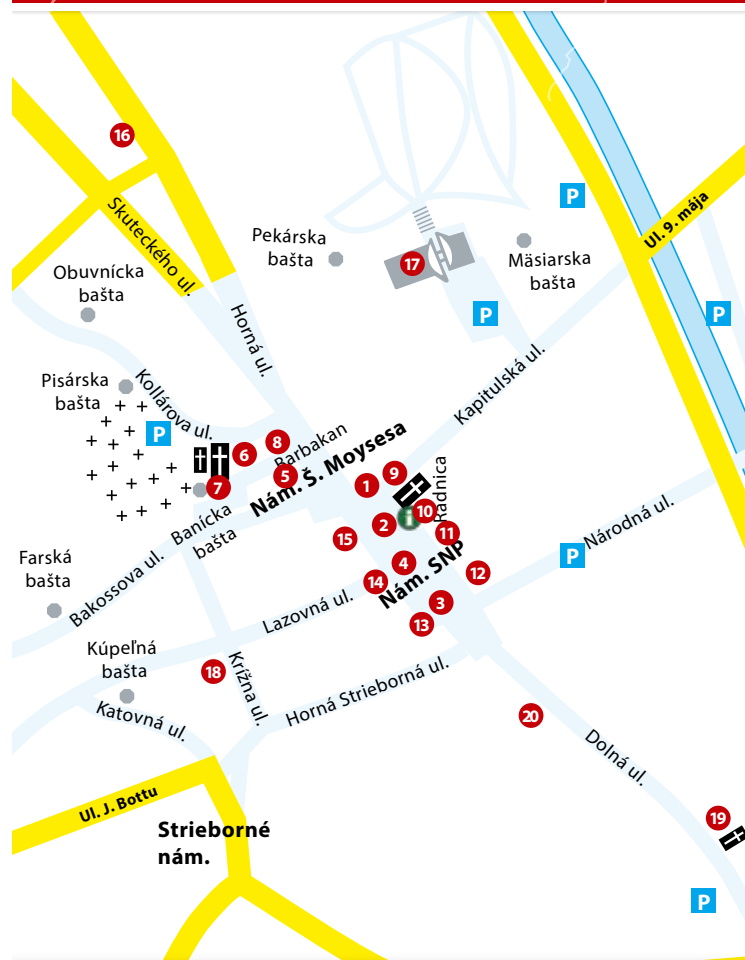 16
P
Skuteckého ul.
Ul. 9. mája
Pekárska
bašta
17
Mäsiarska
bašta
Obuvnícka
bašta
P
P
Horná ul.
Kapitulská ul.
Pisárska
bašta
Kollárova ul.
P
8
Barbakan
6
5
Nám. Š. Moysesa
7
1
9
Radnica
Banícka
bašta
2
i
10
11
15
Národná ul.
P
Farská
bašta
Bakossova ul.
4
14
Nám. SNP
12
Lazovná ul.
3
13
Kúpeľná
bašta
18
Krížna ul.
Horná Strieborná ul.
Katovná ul.
20
Dolná ul.
Ul. J. Bottu
Strieborné
nám.
19
P